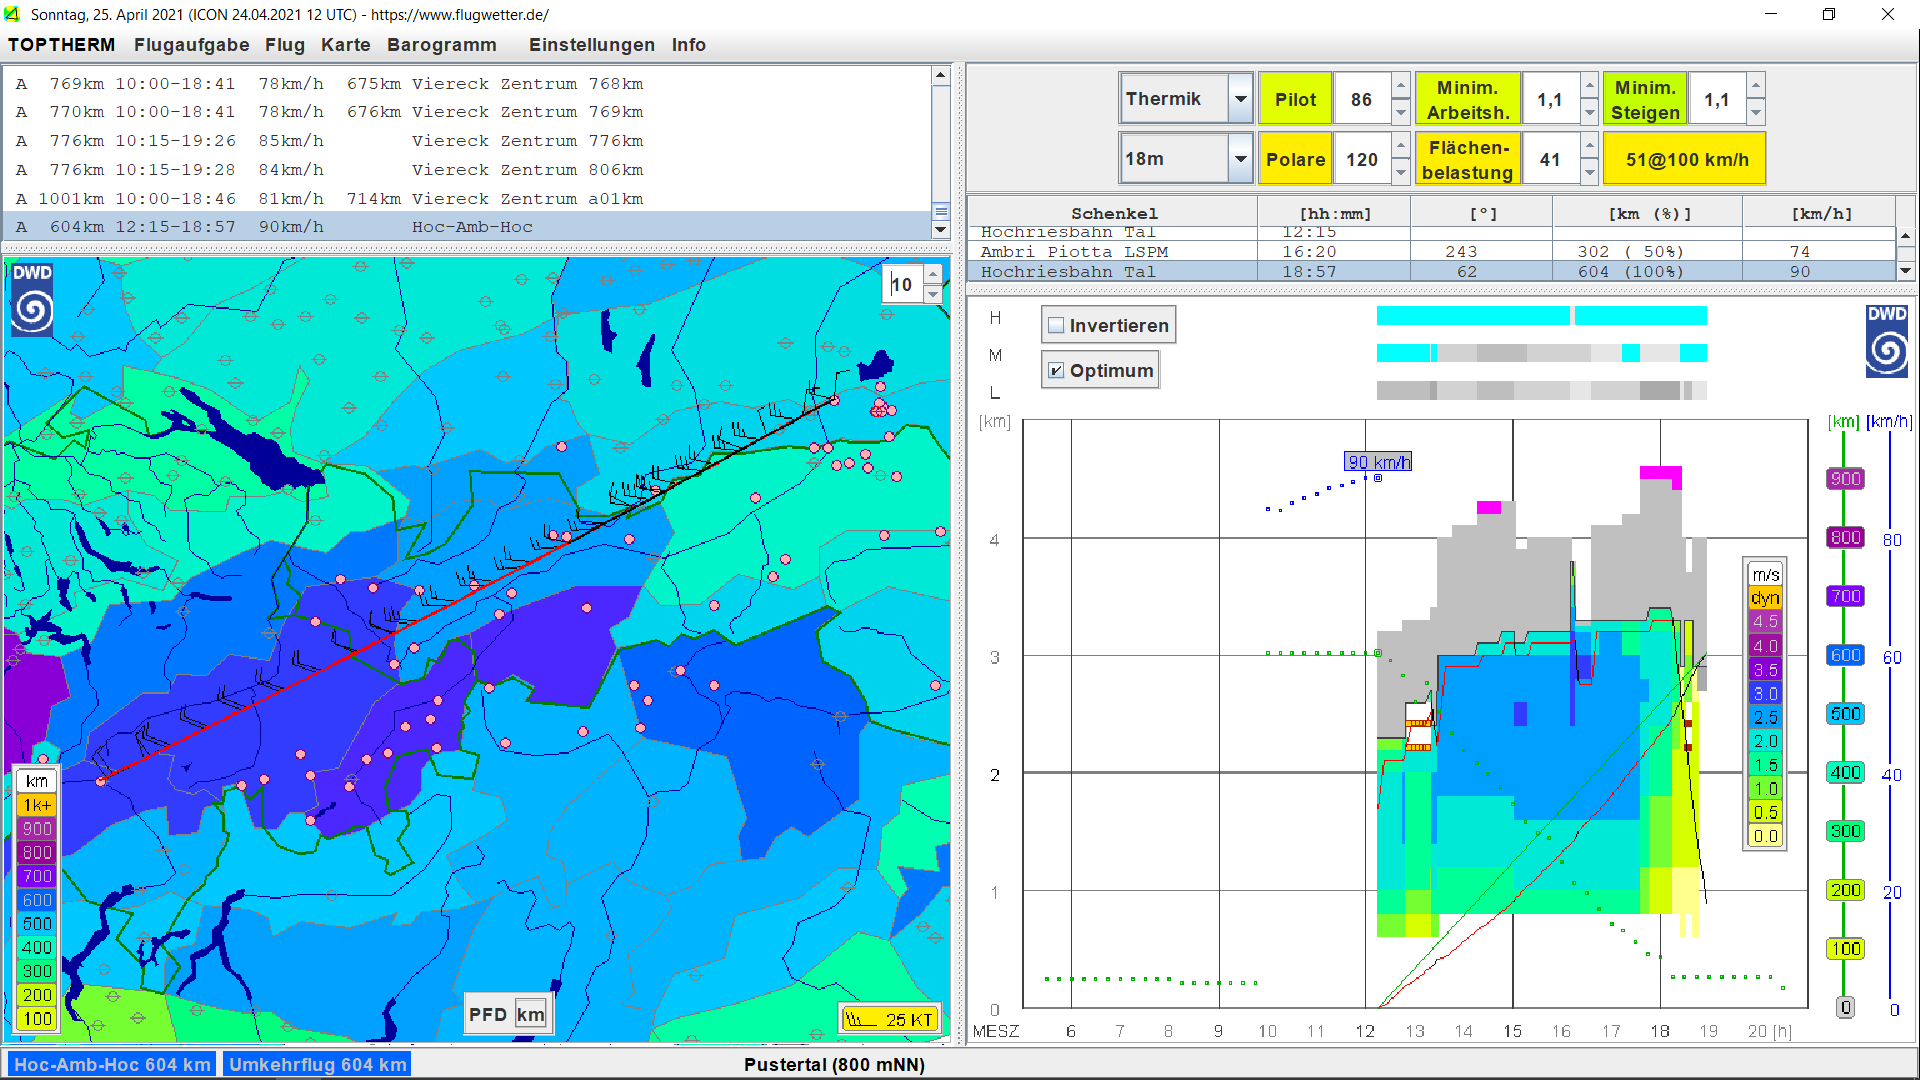 Sonntag, 25. April 2021 (ICON 24.04.2021 12 UTC) - https://www.flugwetter.de/
TOPTHERM Flugaufgabe Flug Karte Barogramm Einstellungen Info
A 769km 10:00-18:41 78km/h 675km Viereck Zentrum 768km
A 770km 10:00-18:41 78km/h 676km Viereck Zentrum 769km
A 776km 10:15-19:26 85km/h Viereck Zentrum 776km
A 776km 10:15-19:28 84km/h Viereck Zentrum 806km
A 1001km 10:00-18:46 81km/h 714km Viereck Zentrum a01km
A 604km 12:15-18:57 90km/h Hoc-Amb-Hoc
Thermik Pilot 86 Minim. Arbeitsh. 1,1 Minim. Steigen 1,1
18m Polare 120 Flächen-belastung 41 51@100 km/h
Schenkel [hh:mm] [°] [km (%)] [km/h]
Hochriesbahn Tal 12:15
Ambri Piotta LSPM 16:20 243 302 ( 50%) 74
Hochriesbahn Tal 18:57 62 604 (100%) 90
DWD
10
km
1k+
900
800
700
600
500
400
300
200
100
PFD km
25 KT
H
M
L
Invertieren
Optimum
DWD
[km]
4
3
2
1
0
90 km/h
m/s
dyn
4.5
4.0
3.5
3.0
2.5
2.0
1.5
1.0
0.5
0.0
[km] [km/h]
900
800 80
700
600 60
500
400 40
300
200 20
100
0 0
MESZ 6 7 8 9 10 11 12 13 14 15 16 17 18 19 20 [h]
Hoc-Amb-Hoc 604 km Umkehrflug 604 km Pustertal (800 mNN)